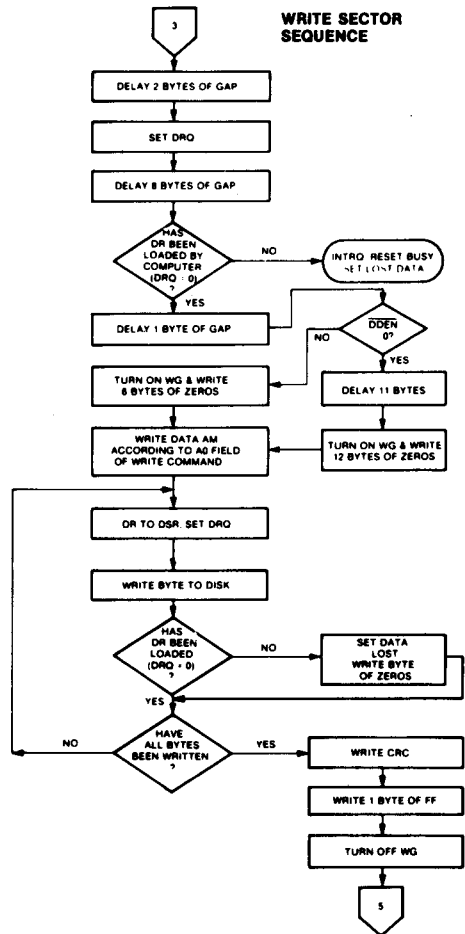 WRITE SECTOR
SEQUENCE
3
DELAY 2 BYTES OF GAP
SET DRQ
DELAY 8 BYTES OF GAP
HAS
DR BEEN
LOADED BY
COMPUTER
(DRQ = 0)
?
NO
INTRQ RESET BUSY
SET LOST DATA
YES
DELAY 1 BYTE OF GAP
DDEN
0?
NO
YES
TURN ON WG & WRITE
6 BYTES OF ZEROS
DELAY 11 BYTES
WRITE DATA AM
ACCORDING TO A0 FIELD
OF WRITE COMMAND
TURN ON WG & WRITE
12 BYTES OF ZEROS
DR TO DSR, SET DRQ
WRITE BYTE TO DISK
HAS
DR BEEN
LOADED
(DRQ = 0)
?
NO
SET DATA
LOST
WRITE BYTE
OF ZEROS
YES
HAVE
ALL BYTES
BEEN WRITTEN
?
NO
YES
WRITE CRC
WRITE 1 BYTE OF FF
TURN OFF WG
5